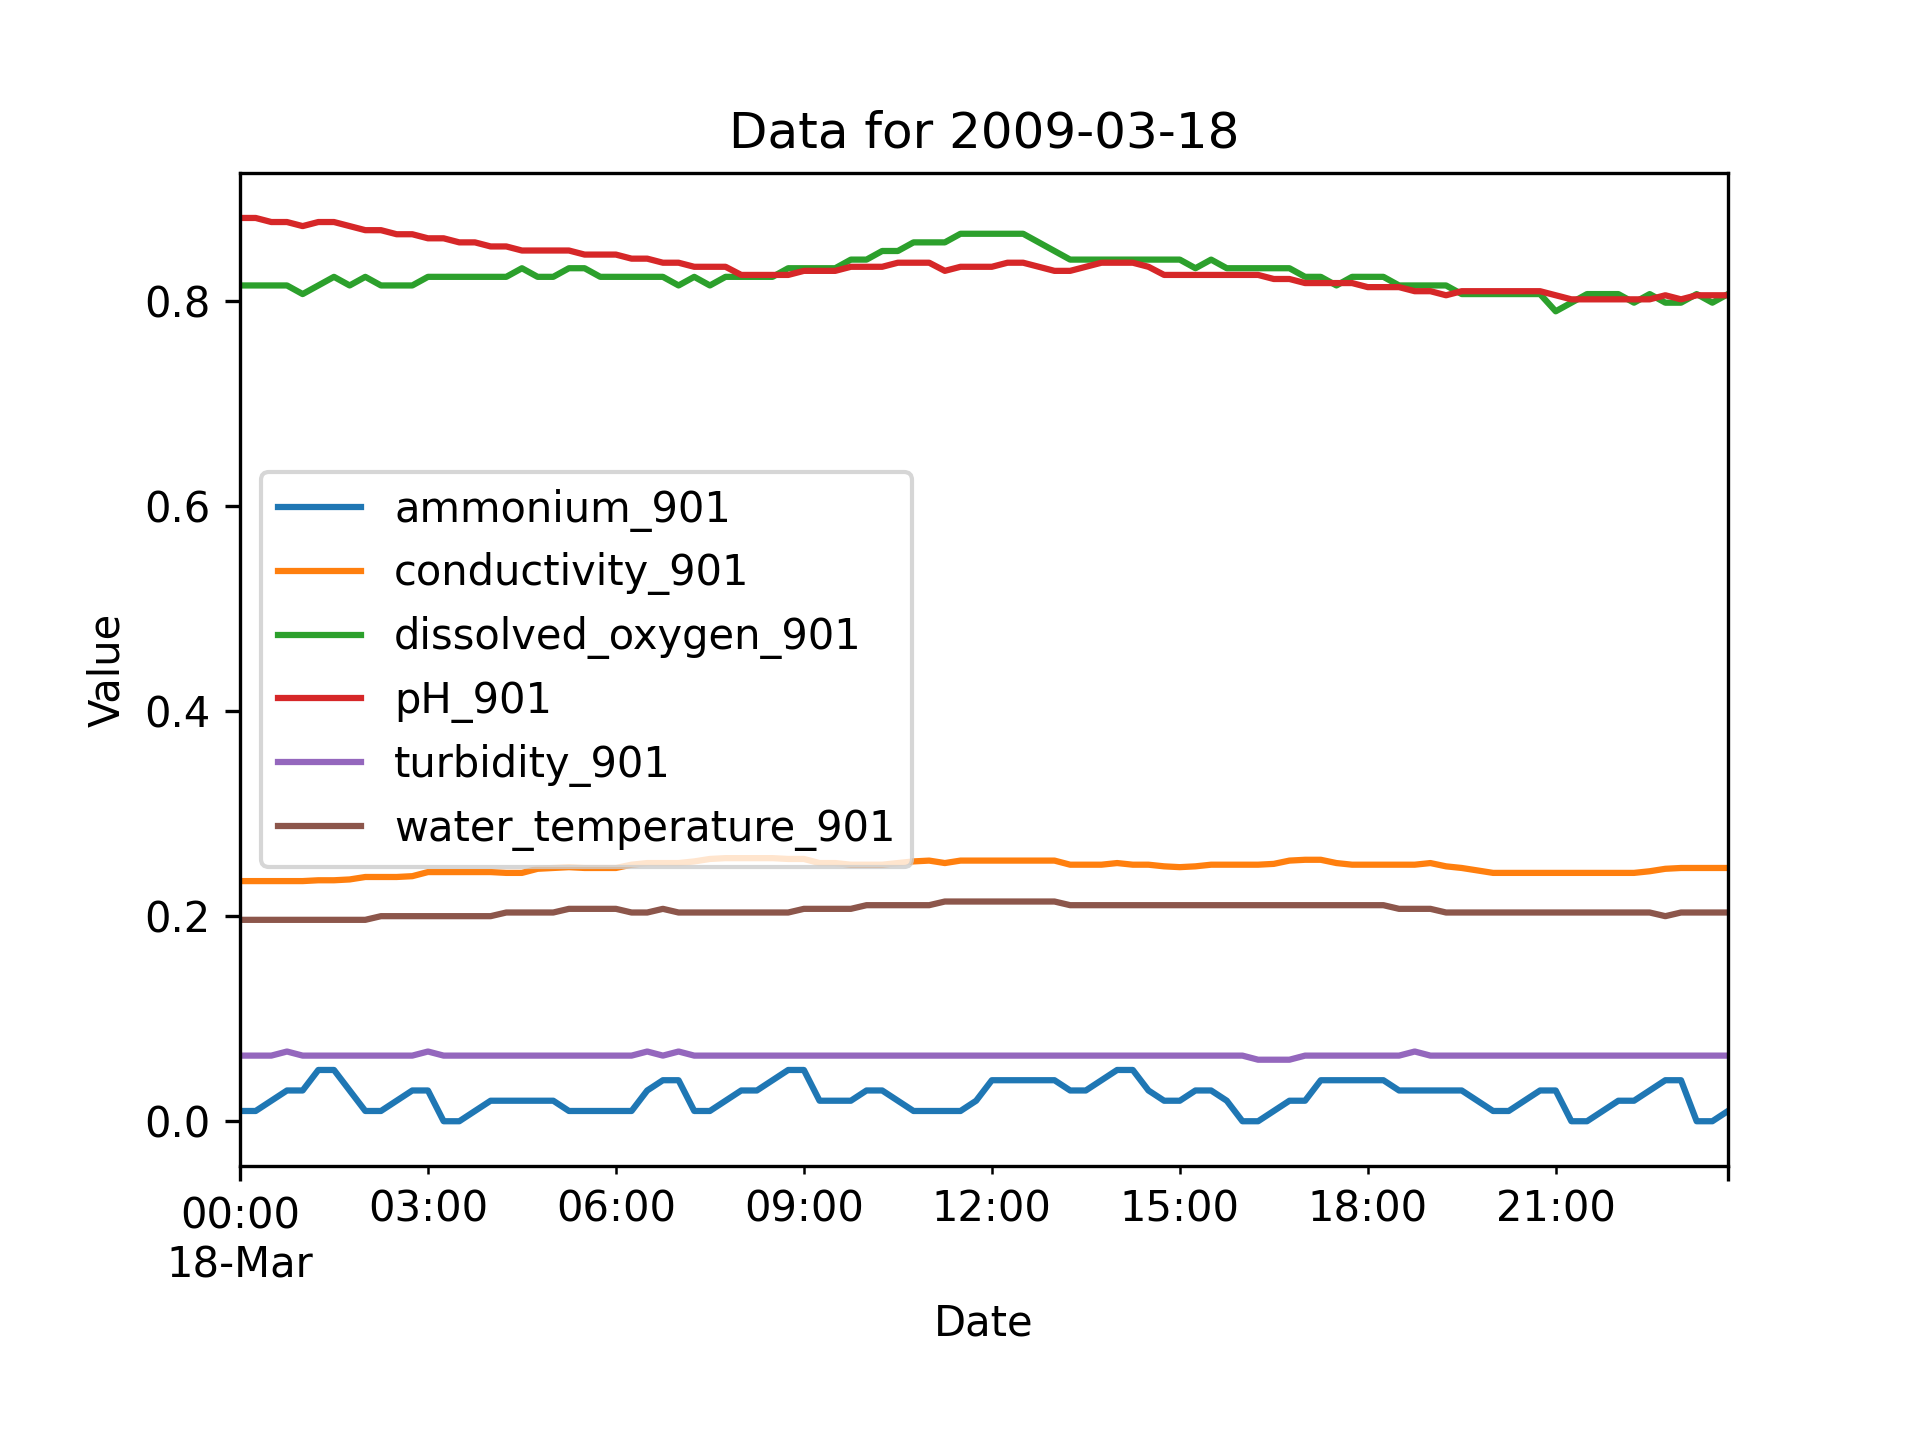 Data for 2009-03-18
0.8
0.6
0.4
0.2
0.0
Value
ammonium_901
conductivity_901
dissolved_oxygen_901
pH_901
turbidity_901
water_temperature_901
00:00 03:00 06:00 09:00 12:00 15:00 18:00 21:00
18-Mar
Date